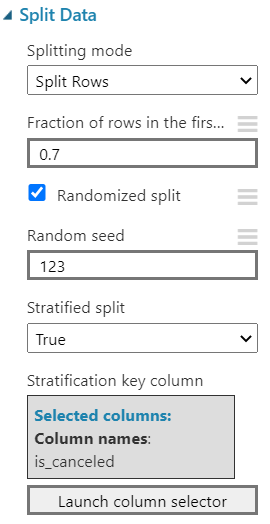 Split Data
Splitting mode
Split Rows
Fraction of rows in the firs...
0.7
Randomized split
Random seed
123
Stratified split
True
Stratification key column
Selected columns:
Column names:
is_canceled
Launch column selector